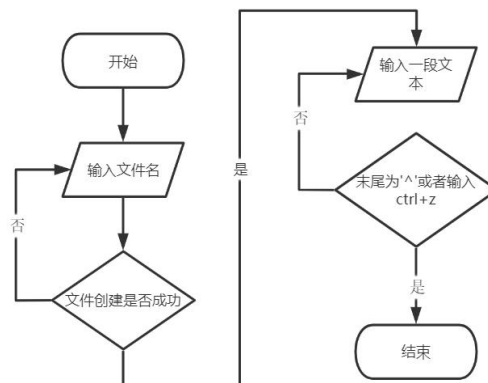 开始
输入文件名
否
文件创建是否成功
是
输入一段文
本
否
末尾为'^'或者输入
ctrl+z
是
结束